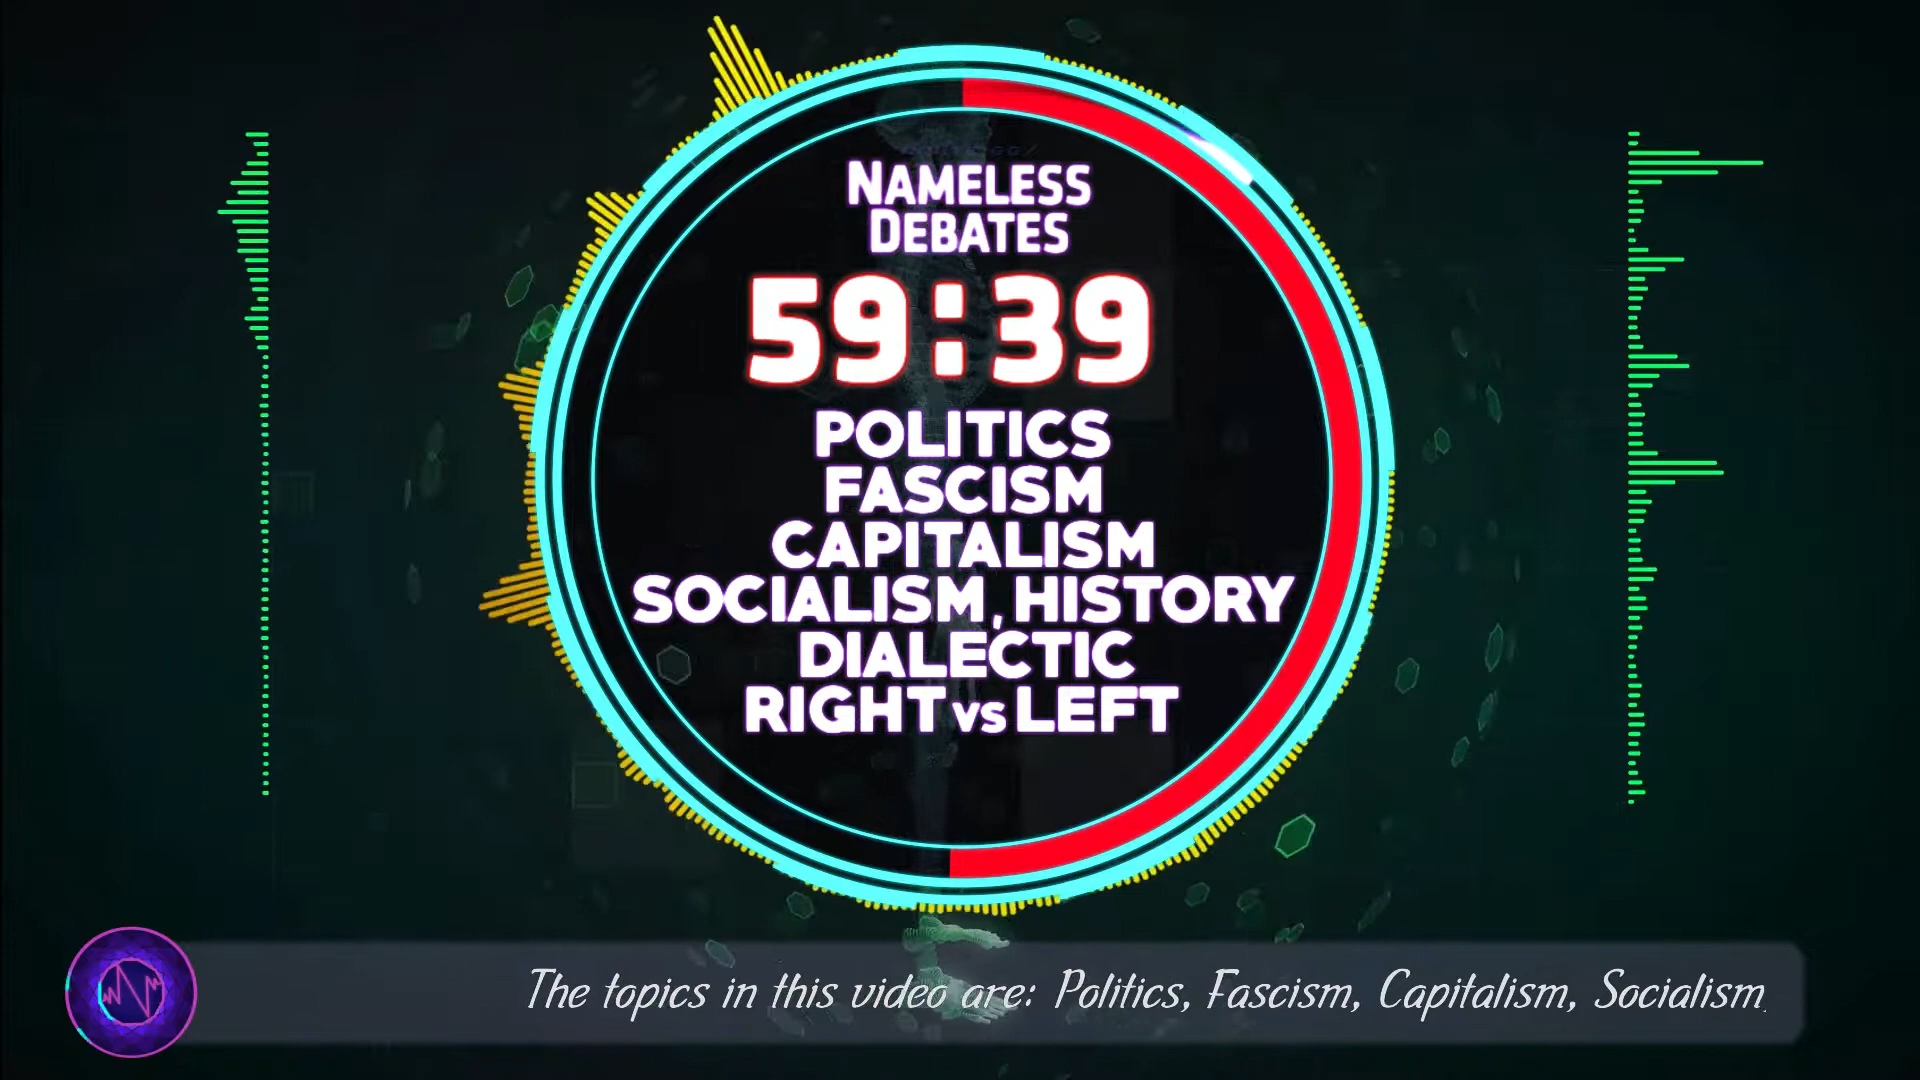 NAMELESS
DEBATES
59:39
POLITICS
FASCISM
CAPITALISM
SOCIALISM, HISTORY
DIALECTIC
RIGHT vs LEFT
The topics in this video are: Politics, Fascism, Capitalism, Socialism,